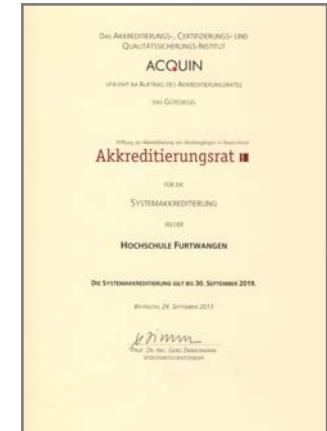 DAS AKKREDITIERUNGS-, CERTIFIZIERUNGS- UND
QUALITÄTSSICHERUNGS-INSTITUT
ACQUIN
VERLEIHT IM AUFTRAG DES AKKREDITIERUNGSRATES
DAS GÜTESIEGEL
Stiftung zur Akkreditierung von Studiengängen in Deutschland
Akkreditierungsrat
FÜR DIE
SYSTEMAKKREDITIERUNG
AN DER
HOCHSCHULE FURTWANGEN
DIE SYSTEMAKKREDITIERUNG GILT BIS 30. SEPTEMBER 2019.
BAYREUTH, 24. SEPTEMBER 2013
PROF. DR.-ING. GERD ZIMMERMANN
VORSTANDSVORSITZENDER